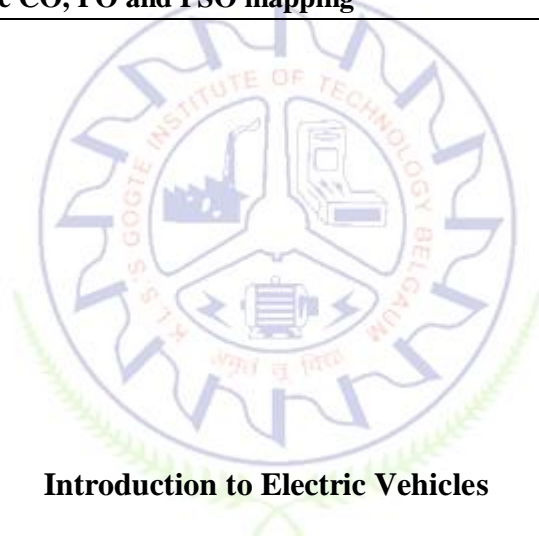 c CO, PO and PSO mapping
K.L.S'S GOGTE INSTITUTE OF TECHNOLOGY BELGAUM
Introduction to Electric Vehicles